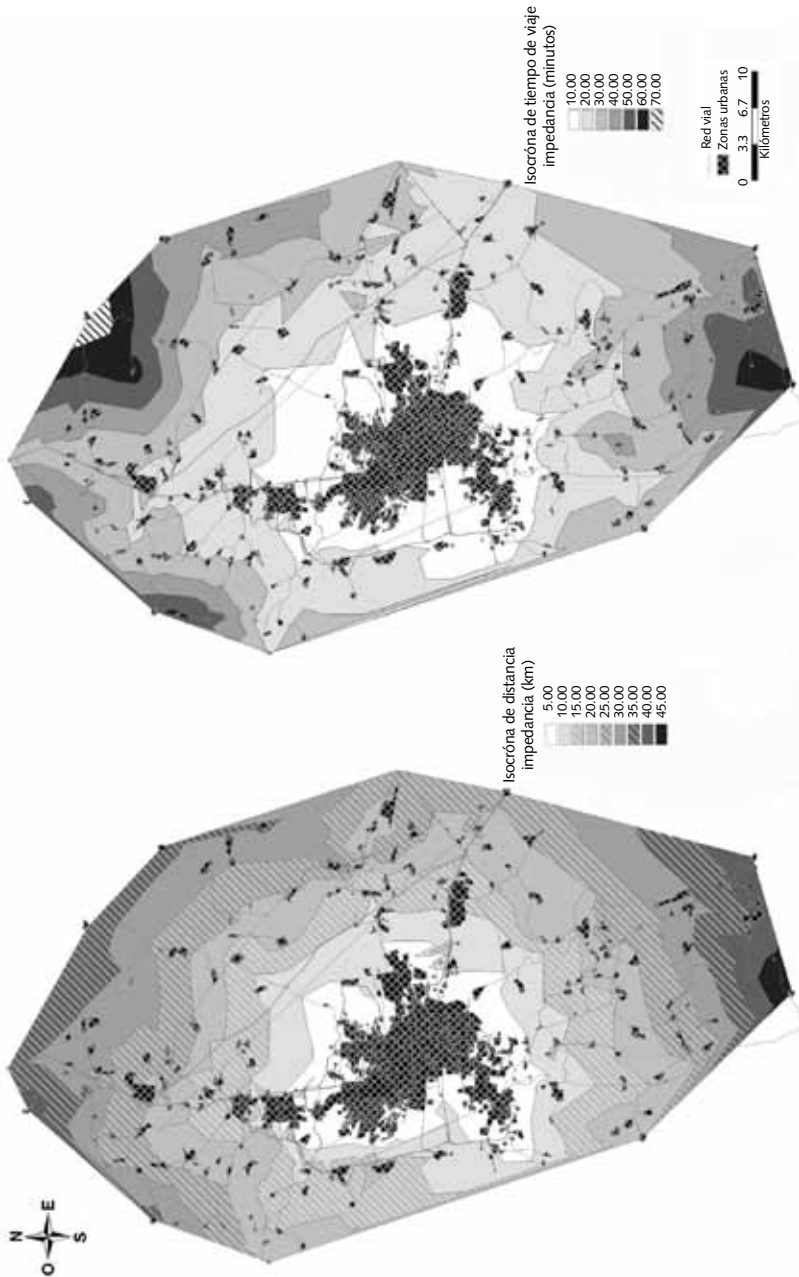 N
O
E
S
Isocróna de distancia
impedancia (km)
5.00
10.00
15.00
20.00
25.00
30.00
35.00
40.00
45.00
Isocróna de tiempo de viaje
impedancia (minutos)
10.00
20.00
30.00
40.00
50.00
60.00
70.00
Red vial
Zonas urbanas
0 3.3 6.7 10
Kilómetros